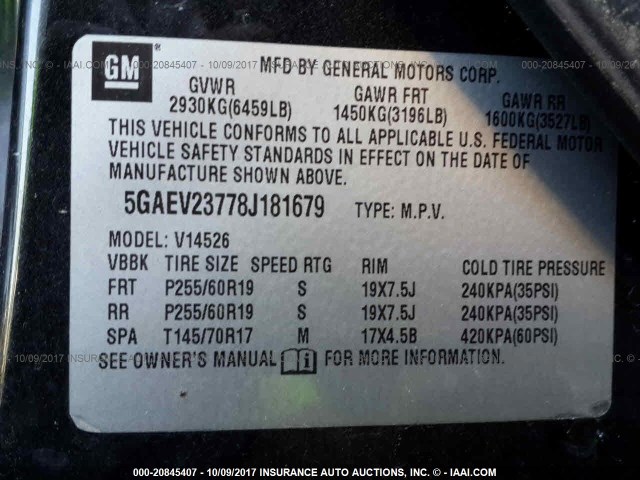 GM ®
MFD BY GENERAL MOTORS CORP.
GVWR GAWR FRT GAWR RR
2930KG(6459LB) 1450KG(3196LB) 1600KG(3527LB)
THIS VEHICLE CONFORMS TO ALL APPLICABLE U.S. FEDERAL MOTOR
VEHICLE SAFETY STANDARDS IN EFFECT ON THE DATE OF
MANUFACTURE SHOWN ABOVE.
5GAEV23778J181679 TYPE: M.P.V.
MODEL: V14526
VBBK TIRE SIZE SPEED RTG RIM COLD TIRE PRESSURE
FRT P255/60R19 S 19X7.5J 240KPA(35PSI)
RR P255/60R19 S 19X7.5J 240KPA(35PSI)
SPA T145/70R17 M 17X4.5B 420KPA(60PSI)
SEE OWNER'S MANUAL i FOR MORE INFORMATION.
000-20845407 - 10/09/2017 INSURANCE AUTO AUCTIONS, INC. - IAAI.COM